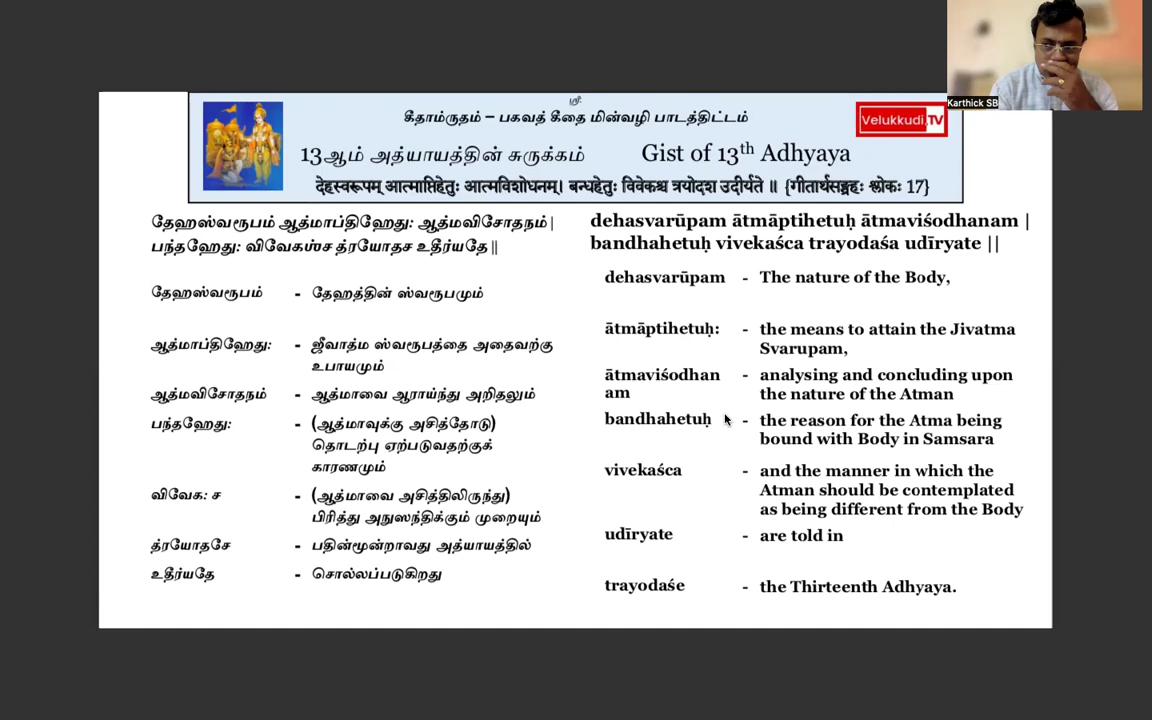 ஸ்ரீ:
கீதாம்ருதம் – பகவத் கீதை மின்வழி பாடத்திட்டம்
Velukkudi.TV
13ஆம் அத்யாயத்தின் சுருக்கம் Gist of 13th Adhyaya
देहस्वरूपम् आत्माप्तिहेतुः आत्मविशोधनम्। बन्धहेतुः विवेकश्च त्रयोदश उदीर्यते ॥ {गीतार्थसङ्ग्रहः श्लोकः 17}
Karthick SB
தேஹஸ்வரூபம் ஆத்மாப்திஹேது: ஆத்மவிசோதநம் |
பந்தஹேது: விவேகஶ்ச த்ரயோதச உதீர்யதே ||
தேஹஸ்வரூபம் - தேஹத்தின் ஸ்வரூபமும்
ஆத்மாப்திஹேது: - ஜீவாத்ம ஸ்வரூபத்தை அதைவற்கு
உபாயமும்
ஆத்மவிசோதநம் - ஆத்மாவை ஆராய்ந்து அறிதலும்
பந்தஹேது: - (ஆத்மாவுக்கு அசித்தோடு)
தொடற்பு ஏற்படுவதற்குக்
காரணமும்
விவேக: ச - (ஆத்மாவை அசித்திலிருந்து)
பிரித்து அநுஸந்திக்கும் முறையும்
த்ரயோதசே - பதின்மூன்றாவது அத்யாயத்தில்
உதீர்யதே - சொல்லப்படுகிறது
dehasvarūpam ātmāptihetuḥ ātmaviśodhanam |
bandhahetuḥ vivekaśca trayodaśa udīryate ||
dehasvarūpam - The nature of the Body,
ātmāptihetuḥ: - the means to attain the Jivatma
Svarupam,
ātmaviśodhan - analysing and concluding upon
am the nature of the Atman
bandhahetuḥ - the reason for the Atma being
bound with Body in Samsara
vivekaśca - and the manner in which the
Atman should be contemplated
as being different from the Body
udīryate - are told in
trayodaśe - the Thirteenth Adhyaya.